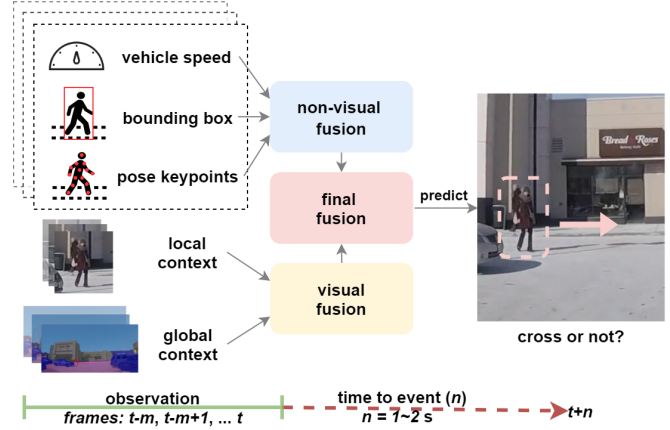 vehicle speed
bounding box
pose keypoints
local
context
global
context
non-visual
fusion
final
fusion
visual
fusion
predict
Bread & Roses
cross or not?
observation
frames: t-m, t-m+1, ... t
time to event (n)
n = 1~2 s
t+n